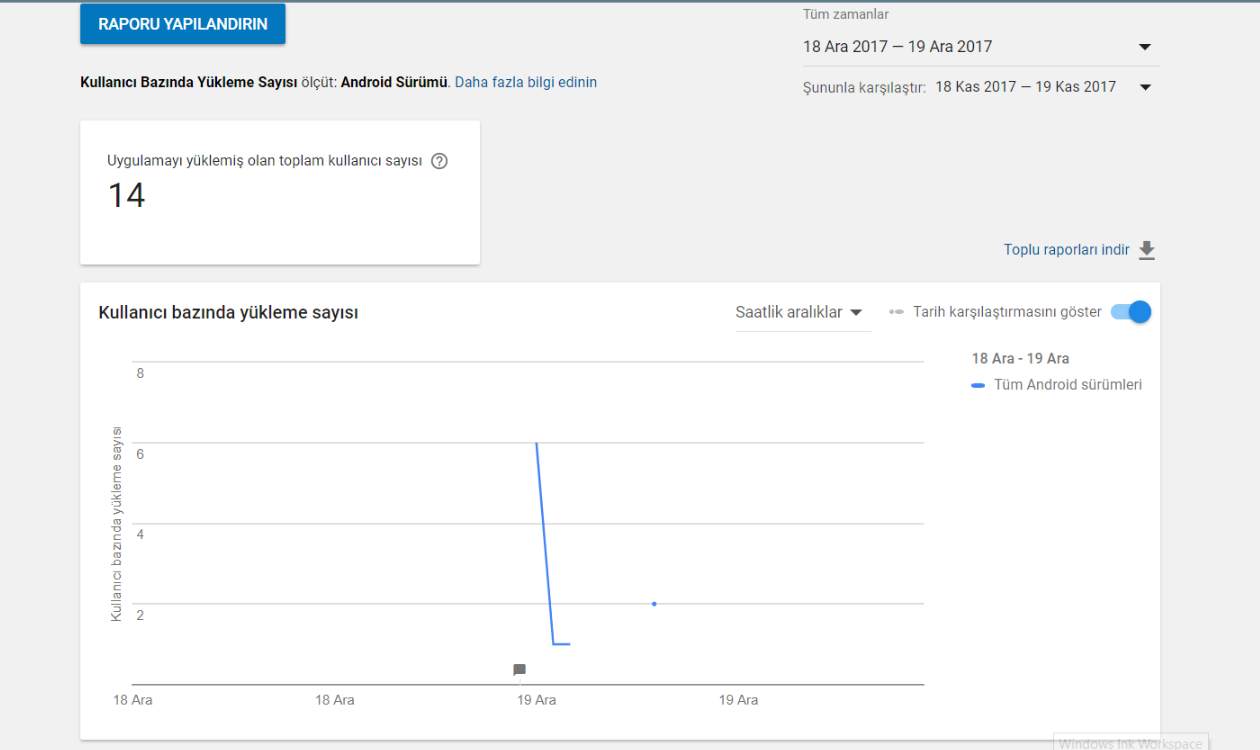 RAPORU YAPILANDIRIN
Tüm zamanlar
18 Ara 2017 — 19 Ara 2017
Kullanıcı Bazında Yükleme Sayısı ölçüt: Android Sürümü. Daha fazla bilgi edinin
Şununla karşılaştır: 18 Kas 2017 — 19 Kas 2017
Uygulamayı yüklemiş olan toplam kullanıcı sayısı ?
14
Toplu raporları indir
Kullanıcı bazında yükleme sayısı
Saatlik aralıklar
Tarih karşılaştırmasını göster
18 Ara - 19 Ara
Tüm Android sürümleri
Kullanıcı bazında yükleme sayısı
8
6
4
2
18 Ara 18 Ara 19 Ara 19 Ara
Windows Ink Workspace